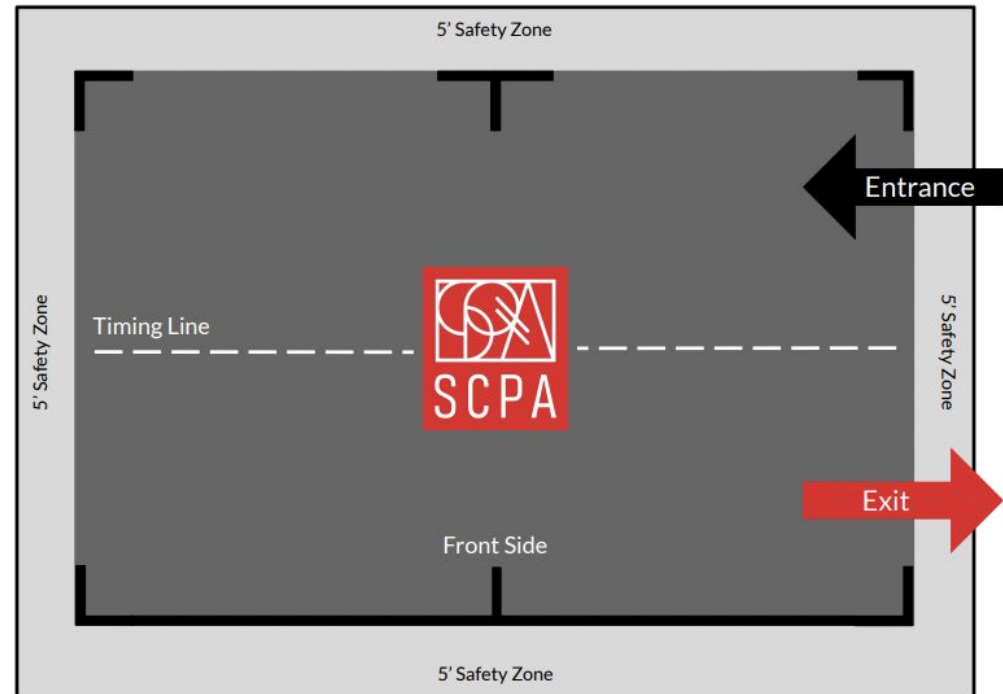 5' Safety Zone
Entrance
5' Safety Zone
Timing Line
SCPA
SCPA
5' Safety Zone
Exit
Front Side
5' Safety Zone